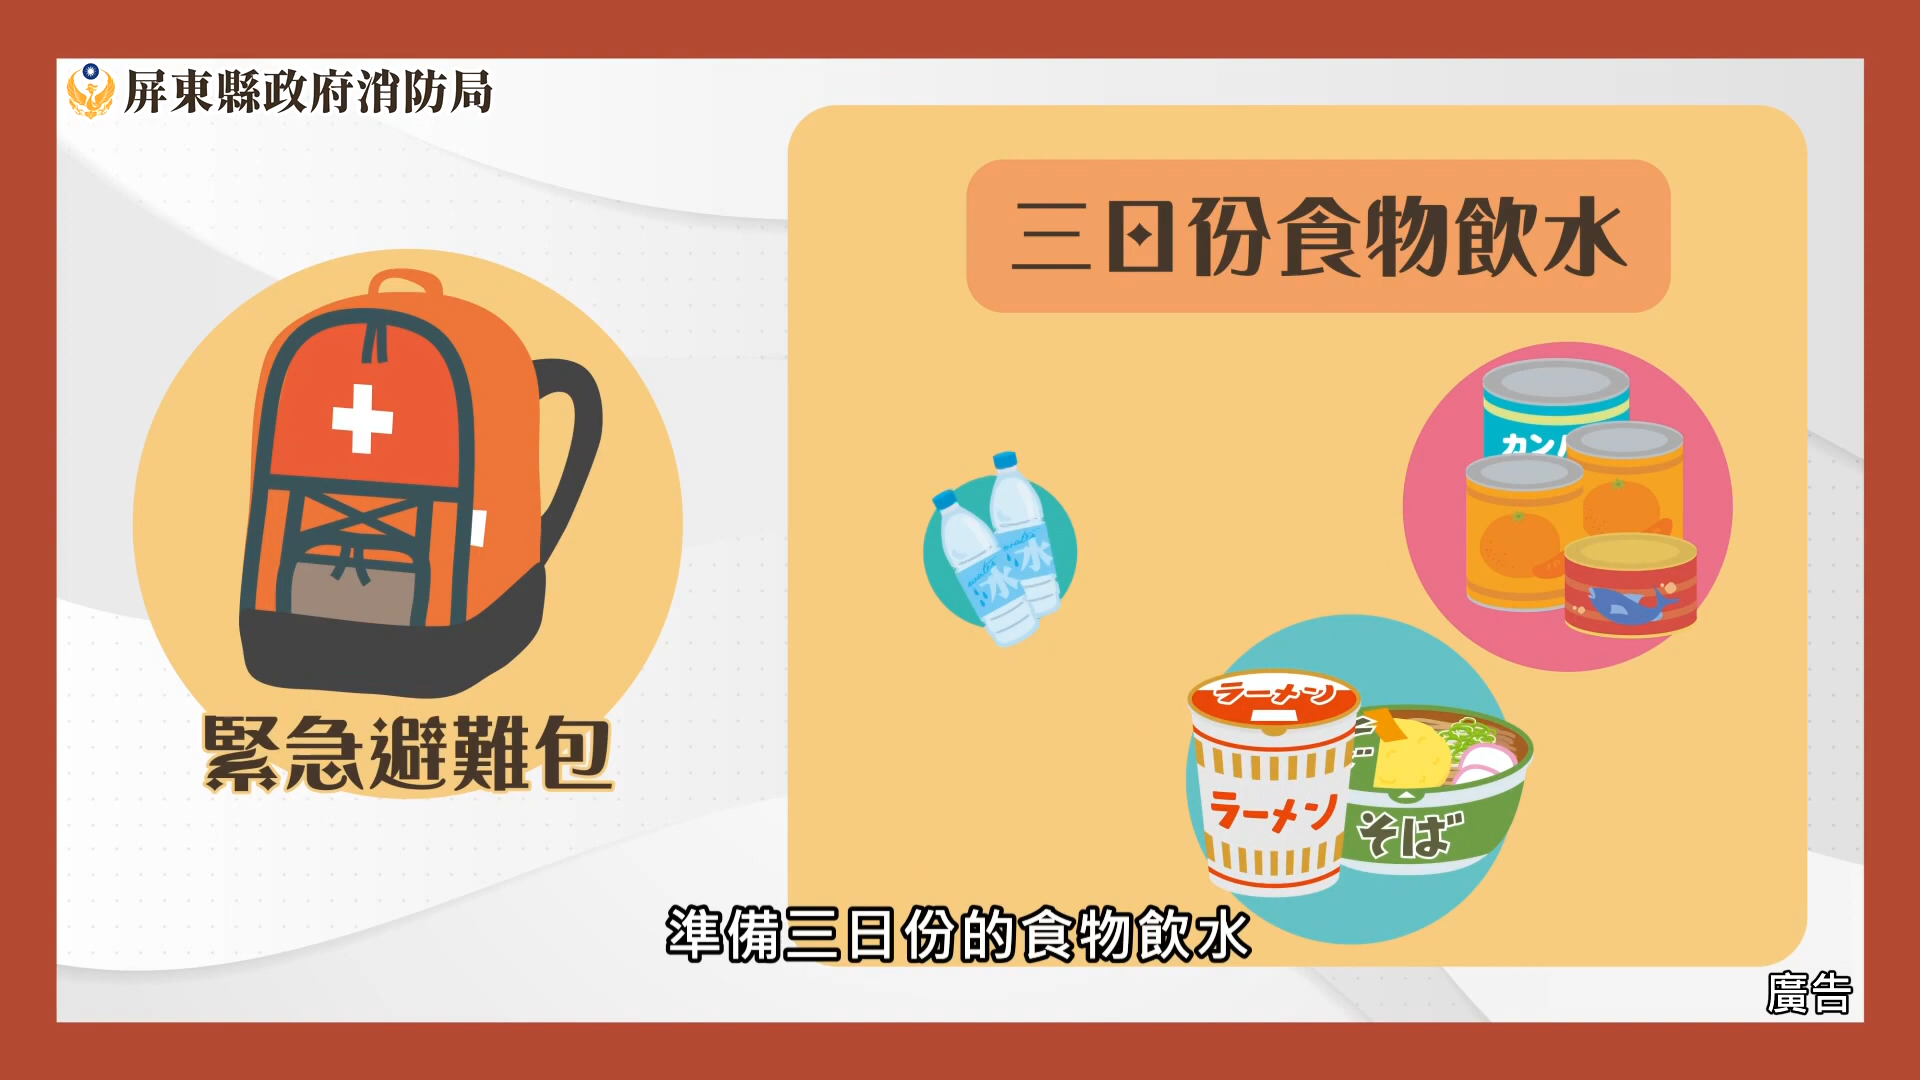 屏東縣政府消防局
三日份食物飲水
水
水
ラーメン
ラーメン
そば
緊急避難包
準備三日份的食物飲水
廣告